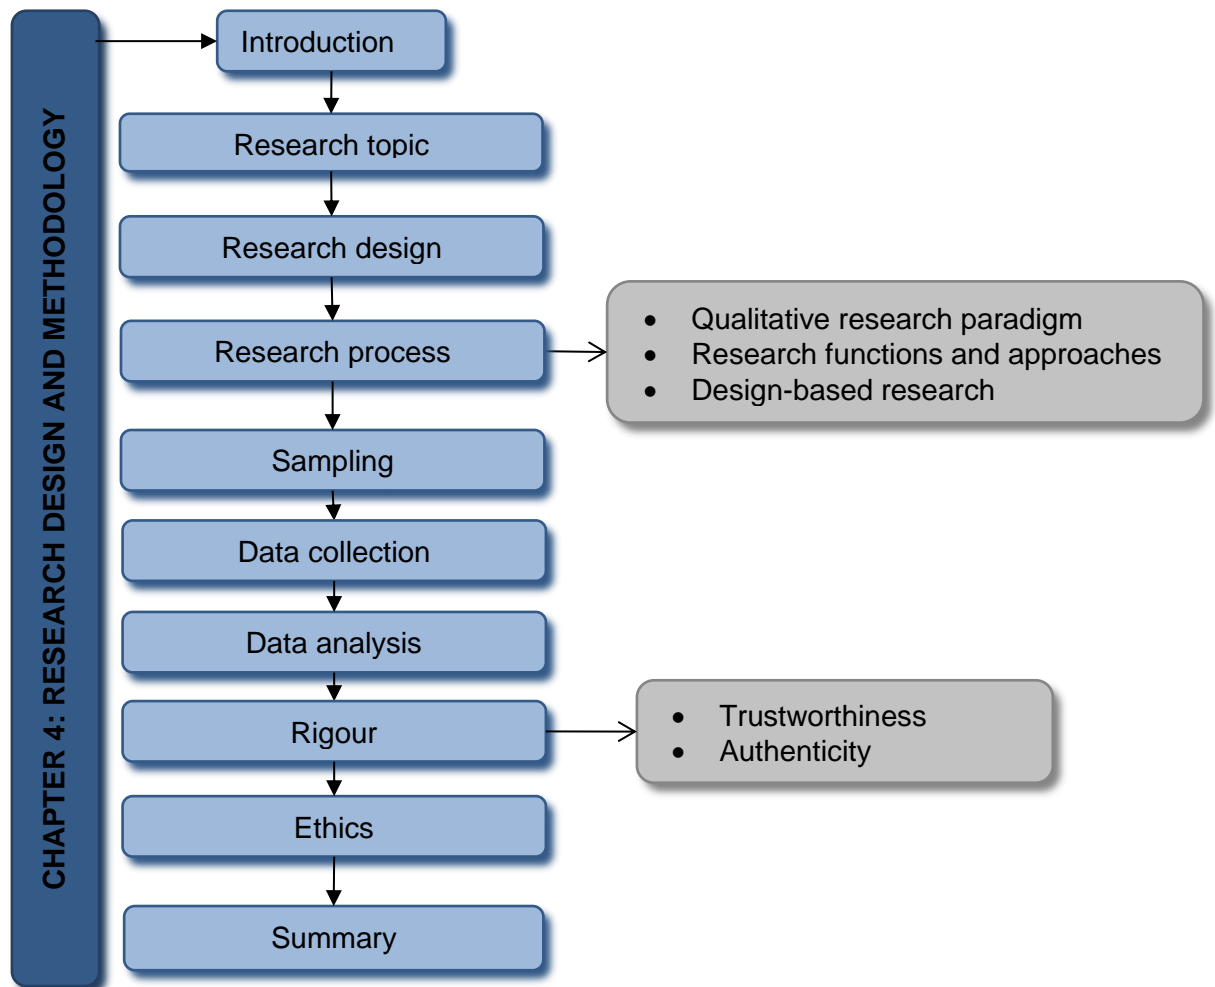 CHAPTER 4: RESEARCH DESIGN AND METHODOLOGY
Introduction
Research topic
Research design
Research process
• Qualitative research paradigm
• Research functions and approaches
• Design-based research
Sampling
Data collection
Data analysis
Rigour
• Trustworthiness
• Authenticity
Ethics
Summary